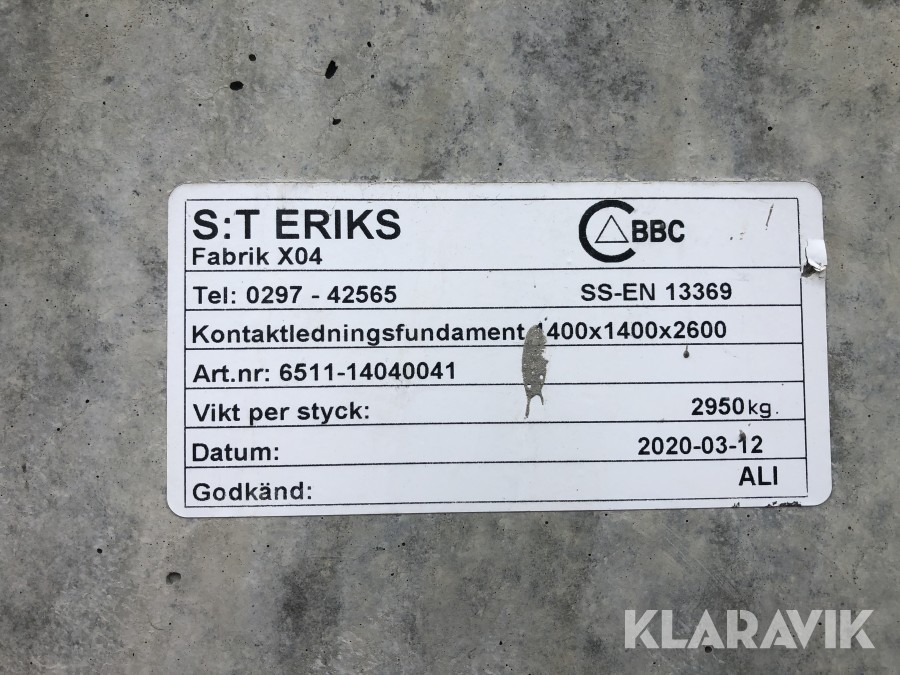 S:T ERIKS
BBC
Fabrik X04
Tel: 0297 - 42565 SS-EN 13369
Kontaktledningsfundament 1400x1400x2600
Art.nr: 6511-14040041
Vikt per styck: 2950kg.
Datum: 2020-03-12
Godkänd: ALI
KLARAVIK